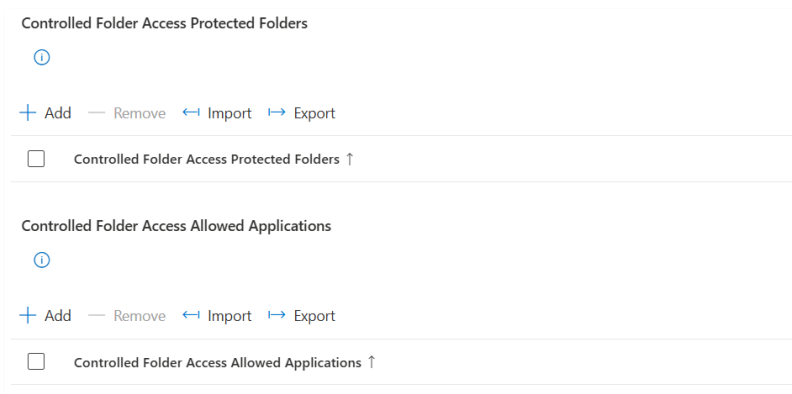 Controlled Folder Access Protected Folders
+ Add — Remove ↤ Import ↦ Export
Controlled Folder Access Protected Folders ↑
Controlled Folder Access Allowed Applications
+ Add — Remove ↤ Import ↦ Export
Controlled Folder Access Allowed Applications ↑